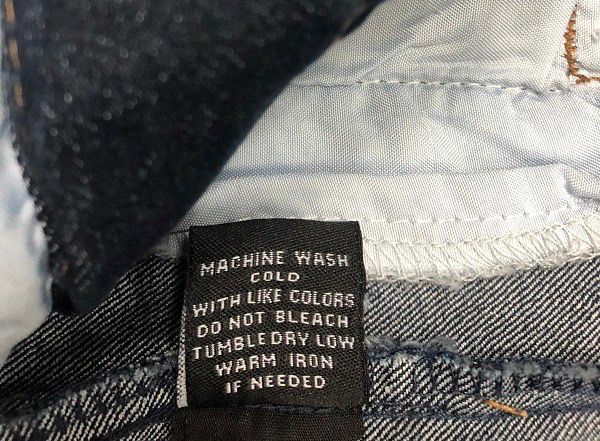 MACHINE WASH
COLD
WITH LIKE COLORS
DO NOT BLEACH
TUMBLE DRY LOW
WARM IRON
IF NEEDED